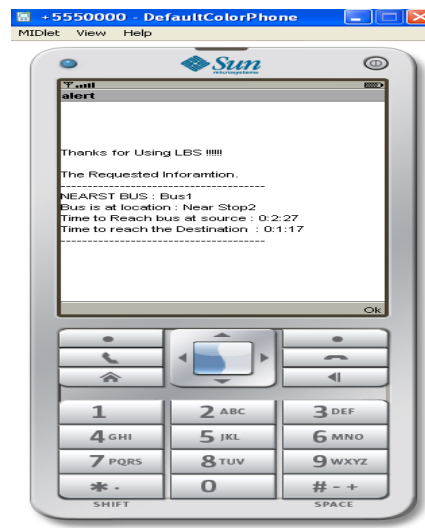 +5550000 - DefaultColorPhone
MIDlet View Help
Sun
microsystems
alert
Thanks for Using LBS !!!!!!
The Requested Inforamtion.
----------------------------------------
NEARST BUS : Bus1
Bus is at location : Near Stop2
Time to Reach bus at source : 0:2:27
Time to reach the Destination : 0:1:17
----------------------------------------
Ok
1 2 ABC 3 DEF
4 GHI 5 JKL 6 MNO
7 PQRS 8 TUV 9 WXYZ
* . 0 # - +
SHIFT SPACE